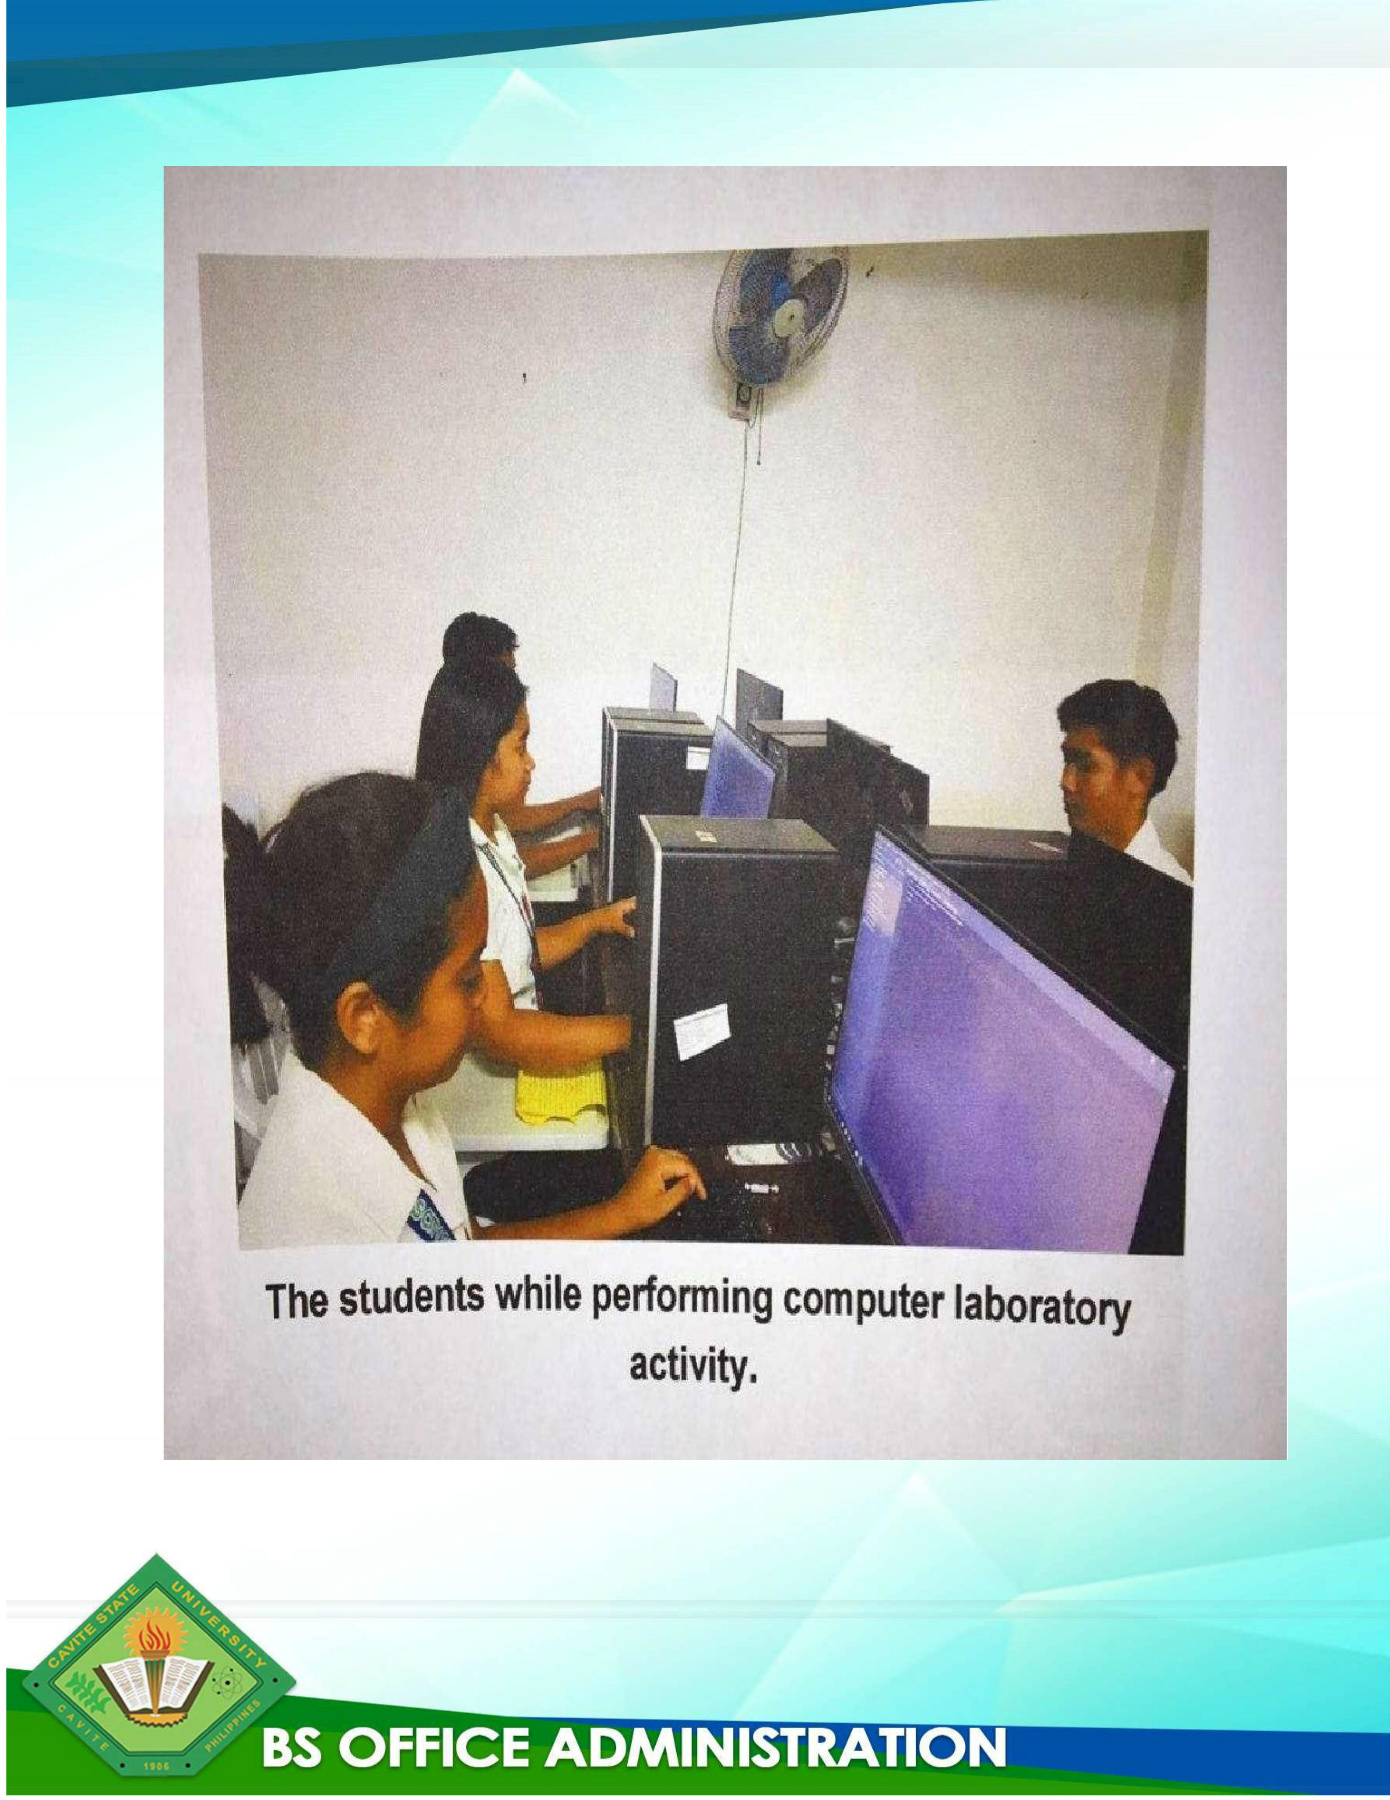 The students while performing computer laboratory
activity.
CAVITE STATE UNIVERSITY
CAVITE PHILIPPINES
1906
BS OFFICE ADMINISTRATION